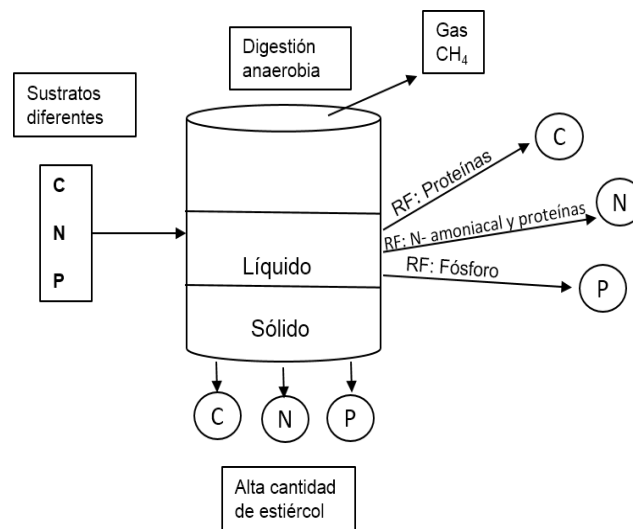 Gas
CH₄
Digestión
anaerobia
Sustratos
diferentes
C
N
P
Líquido
Sólido
RF: Proteínas
C
RF: N- amoniacal y proteínas
N
RF: Fósforo
P
C
N
P
Alta cantidad
de estiércol